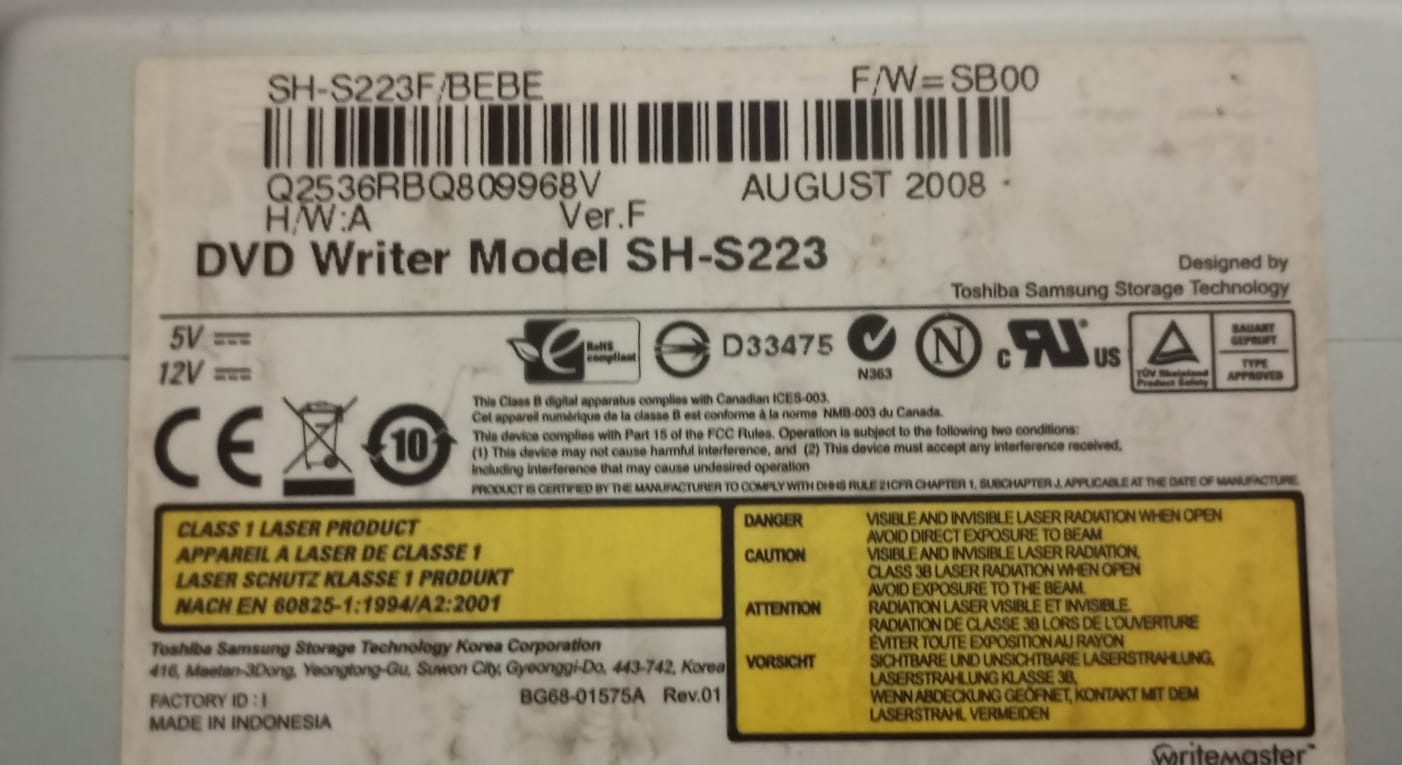 SH-S223F/BEBE F/W=SB00
Q2536RBQ809968V AUGUST 2008
H/W:A Ver.F
DVD Writer Model SH-S223
Designed by
Toshiba Samsung Storage Technology
5V
12V
RoHS
compliant
D33475
N363
N
c RU US
TÜV Rheinland
Product Safety
BAUART
GEPRÜFT
TYPE
APPROVED
CE
10
This Class B digital apparatus complies with Canadian ICES-003.
Cet appareil numérique de la classe B est conforme à la norme NMB-003 du Canada.
This device complies with Part 15 of the FCC Rules. Operation is subject to the following two conditions:
(1) This device may not cause harmful interference, and (2) This device must accept any interference received,
including interference that may cause undesired operation
PRODUCT IS CERTIFIED BY THE MANUFACTURER TO COMPLY WITH DHHS RULE 21CFR CHAPTER 1, SUBCHAPTER J, APPLICABLE AT THE DATE OF MANUFACTURE.
CLASS 1 LASER PRODUCT
APPAREIL A LASER DE CLASSE 1
LASER SCHUTZ KLASSE 1 PRODUKT
NACH EN 60825-1:1994/A2:2001
DANGER VISIBLE AND INVISIBLE LASER RADIATION WHEN OPEN
AVOID DIRECT EXPOSURE TO BEAM
CAUTION VISIBLE AND INVISIBLE LASER RADIATION,
CLASS 3B LASER RADIATION WHEN OPEN
AVOID EXPOSURE TO THE BEAM.
ATTENTION RADIATION LASER VISIBLE ET INVISIBLE,
RADIATION DE CLASSE 3B LORS DE L'OUVERTURE
ÉVITER TOUTE EXPOSITION AU RAYON
VORSICHT SICHTBARE UND UNSICHTBARE LASERSTRAHLUNG,
LASERSTRAHLUNG KLASSE 3B,
WENN ABDECKUNG GEÖFNET, KONTAKT MIT DEM
LASERSTRAHL VERMEIDEN
Toshiba Samsung Storage Technology Korea Corporation
416, Maetan-3Dong, Yeongtong-Gu, Suwon City, Gyeonggi-Do, 443-742, Korea
FACTORY ID : I BG68-01575A Rev.01
MADE IN INDONESIA
Writemaster™